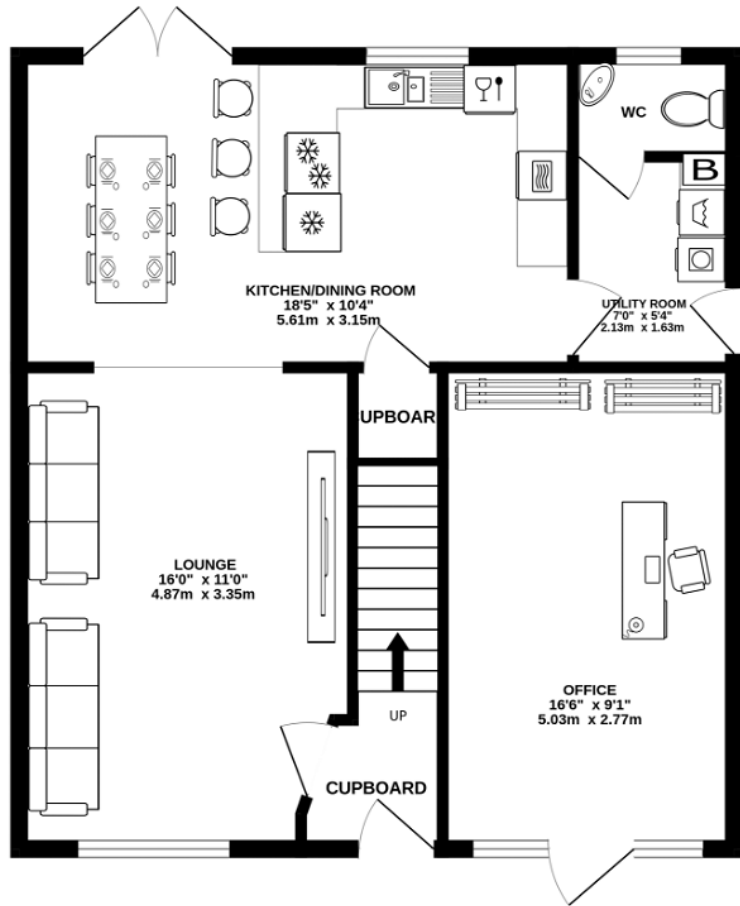 WC
B
KITCHEN/DINING ROOM
18'5" x 10'4"
5.61m x 3.15m
UTILITY ROOM
7'0" x 5'4"
2.13m x 1.63m
UPBOAR
LOUNGE
16'0" x 11'0"
4.87m x 3.35m
OFFICE
16'6" x 9'1"
5.03m x 2.77m
UP
CUPBOARD